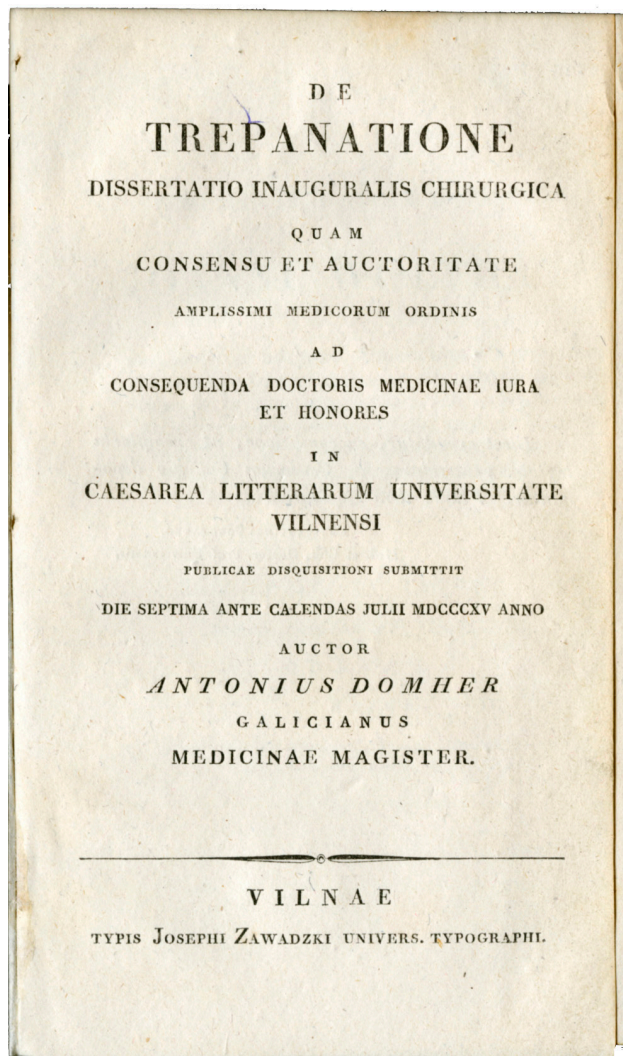 DE
TREPANATIONE
DISSERTATIO INAUGURALIS CHIRURGICA
QUAM
CONSENSU ET AUCTORITATE
AMPLISSIMI MEDICORUM ORDINIS
AD
CONSEQUENDA DOCTORIS MEDICINAE IURA
ET HONORES
IN
CAESAREA LITTERARUM UNIVERSITATE
VILNENSI
PUBLICAE DISQUISITIONI SUBMITTIT
DIE SEPTIMA ANTE CALENDAS JULII MDCCCXV ANNO
AUCTOR
ANTONIUS DOMHER
GALICIANUS
MEDICINAE MAGISTER.
VILNAE
TYPIS JOSEPHI ZAWADZKI UNIVERS. TYPOGRAPHI.